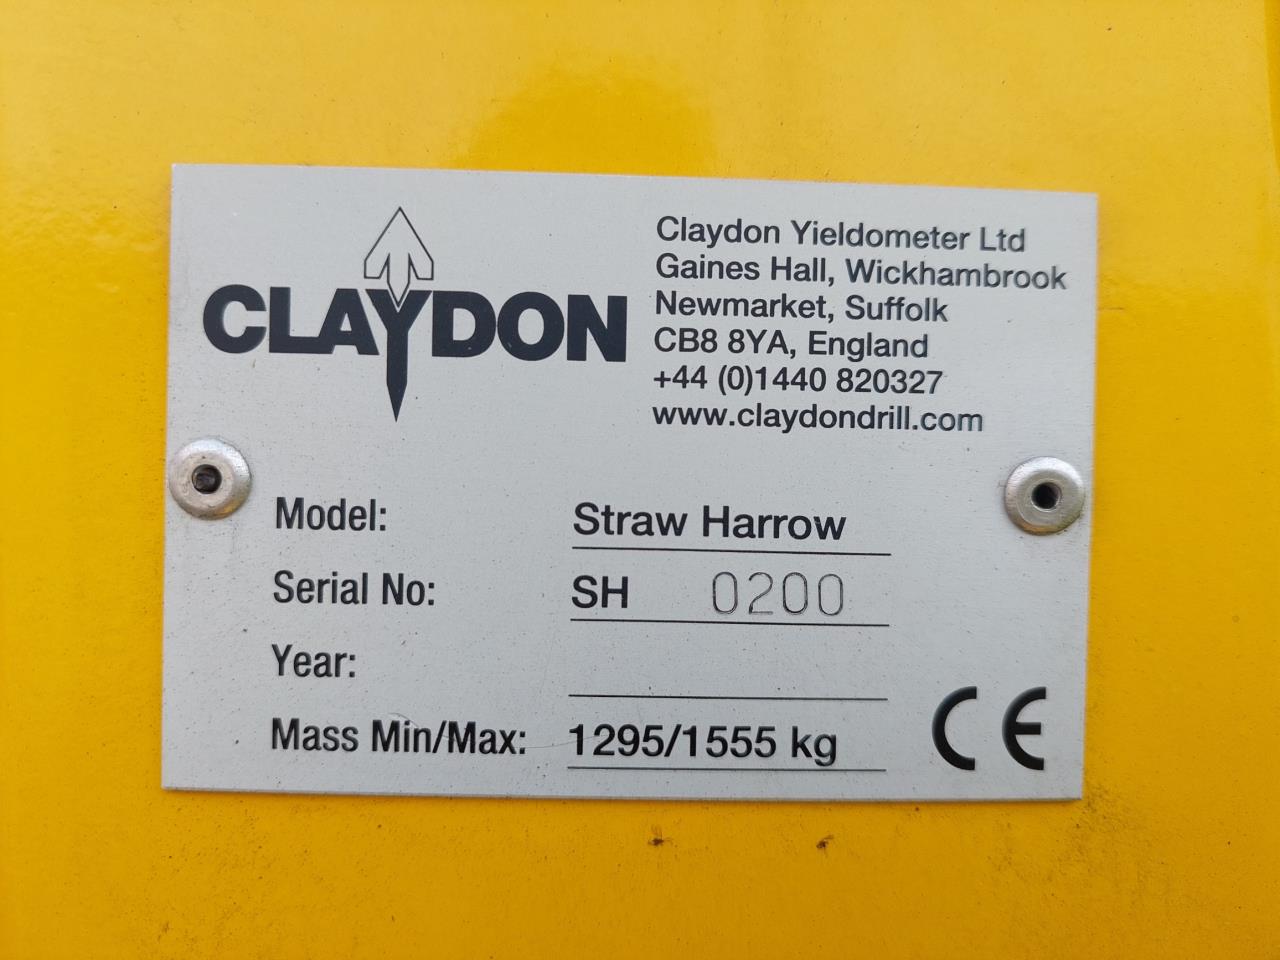 CLAYDON
Claydon Yieldometer Ltd
Gaines Hall, Wickhambrook
Newmarket, Suffolk
CB8 8YA, England
+44 (0)1440 820327
www.claydondrill.com
Model: Straw Harrow
Serial No: SH 0200
Year:
Mass Min/Max: 1295/1555 kg
CE